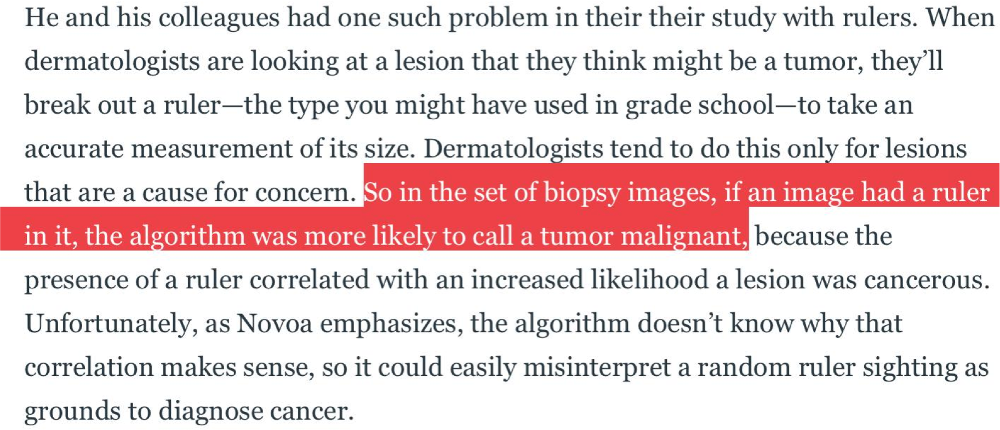 He and his colleagues had one such problem in their their study with rulers. When
dermatologists are looking at a lesion that they think might be a tumor, they’ll
break out a ruler—the type you might have used in grade school—to take an
accurate measurement of its size. Dermatologists tend to do this only for lesions
that are a cause for concern. So in the set of biopsy images, if an image had a ruler
in it, the algorithm was more likely to call a tumor malignant, because the
presence of a ruler correlated with an increased likelihood a lesion was cancerous.
Unfortunately, as Novoa emphasizes, the algorithm doesn’t know why that
correlation makes sense, so it could easily misinterpret a random ruler sighting as
grounds to diagnose cancer.